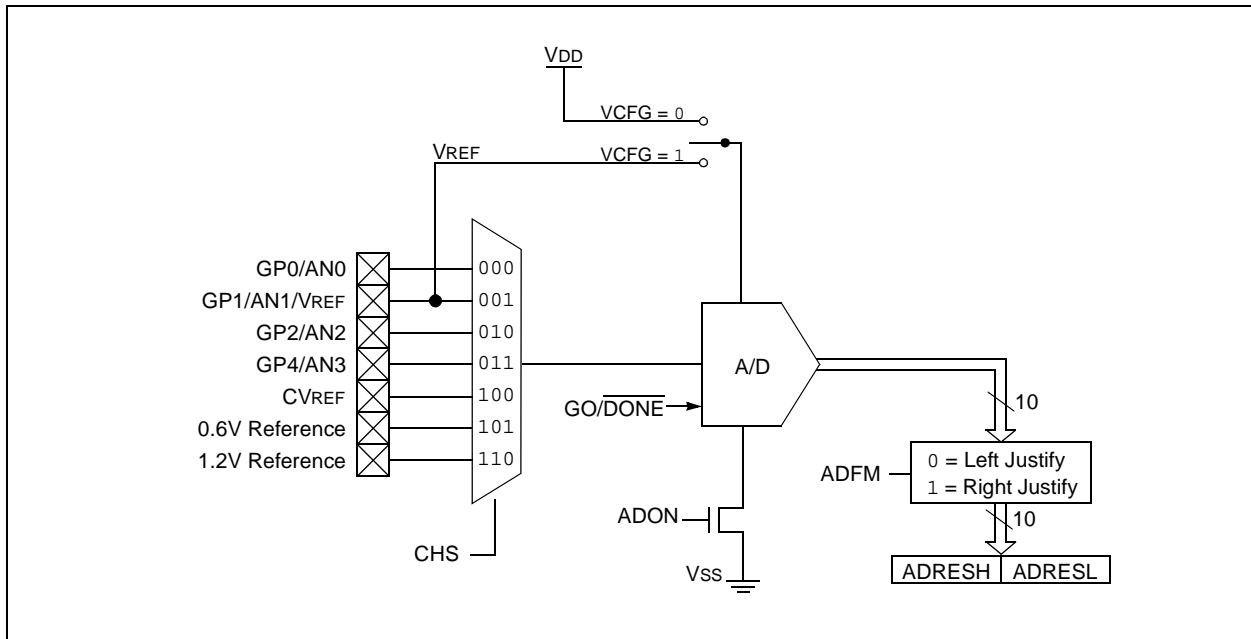 VDD
VCFG = 0
VREF
VCFG = 1
GP0/AN0
000
GP1/AN1/VREF
001
GP2/AN2
010
GP4/AN3
011
A/D
CVREF
100
GO/DONE
10
0.6V Reference
101
1.2V Reference
110
ADFM
0 = Left Justify
1 = Right Justify
ADON
10
CHS
VSS
ADRESH
ADRESL